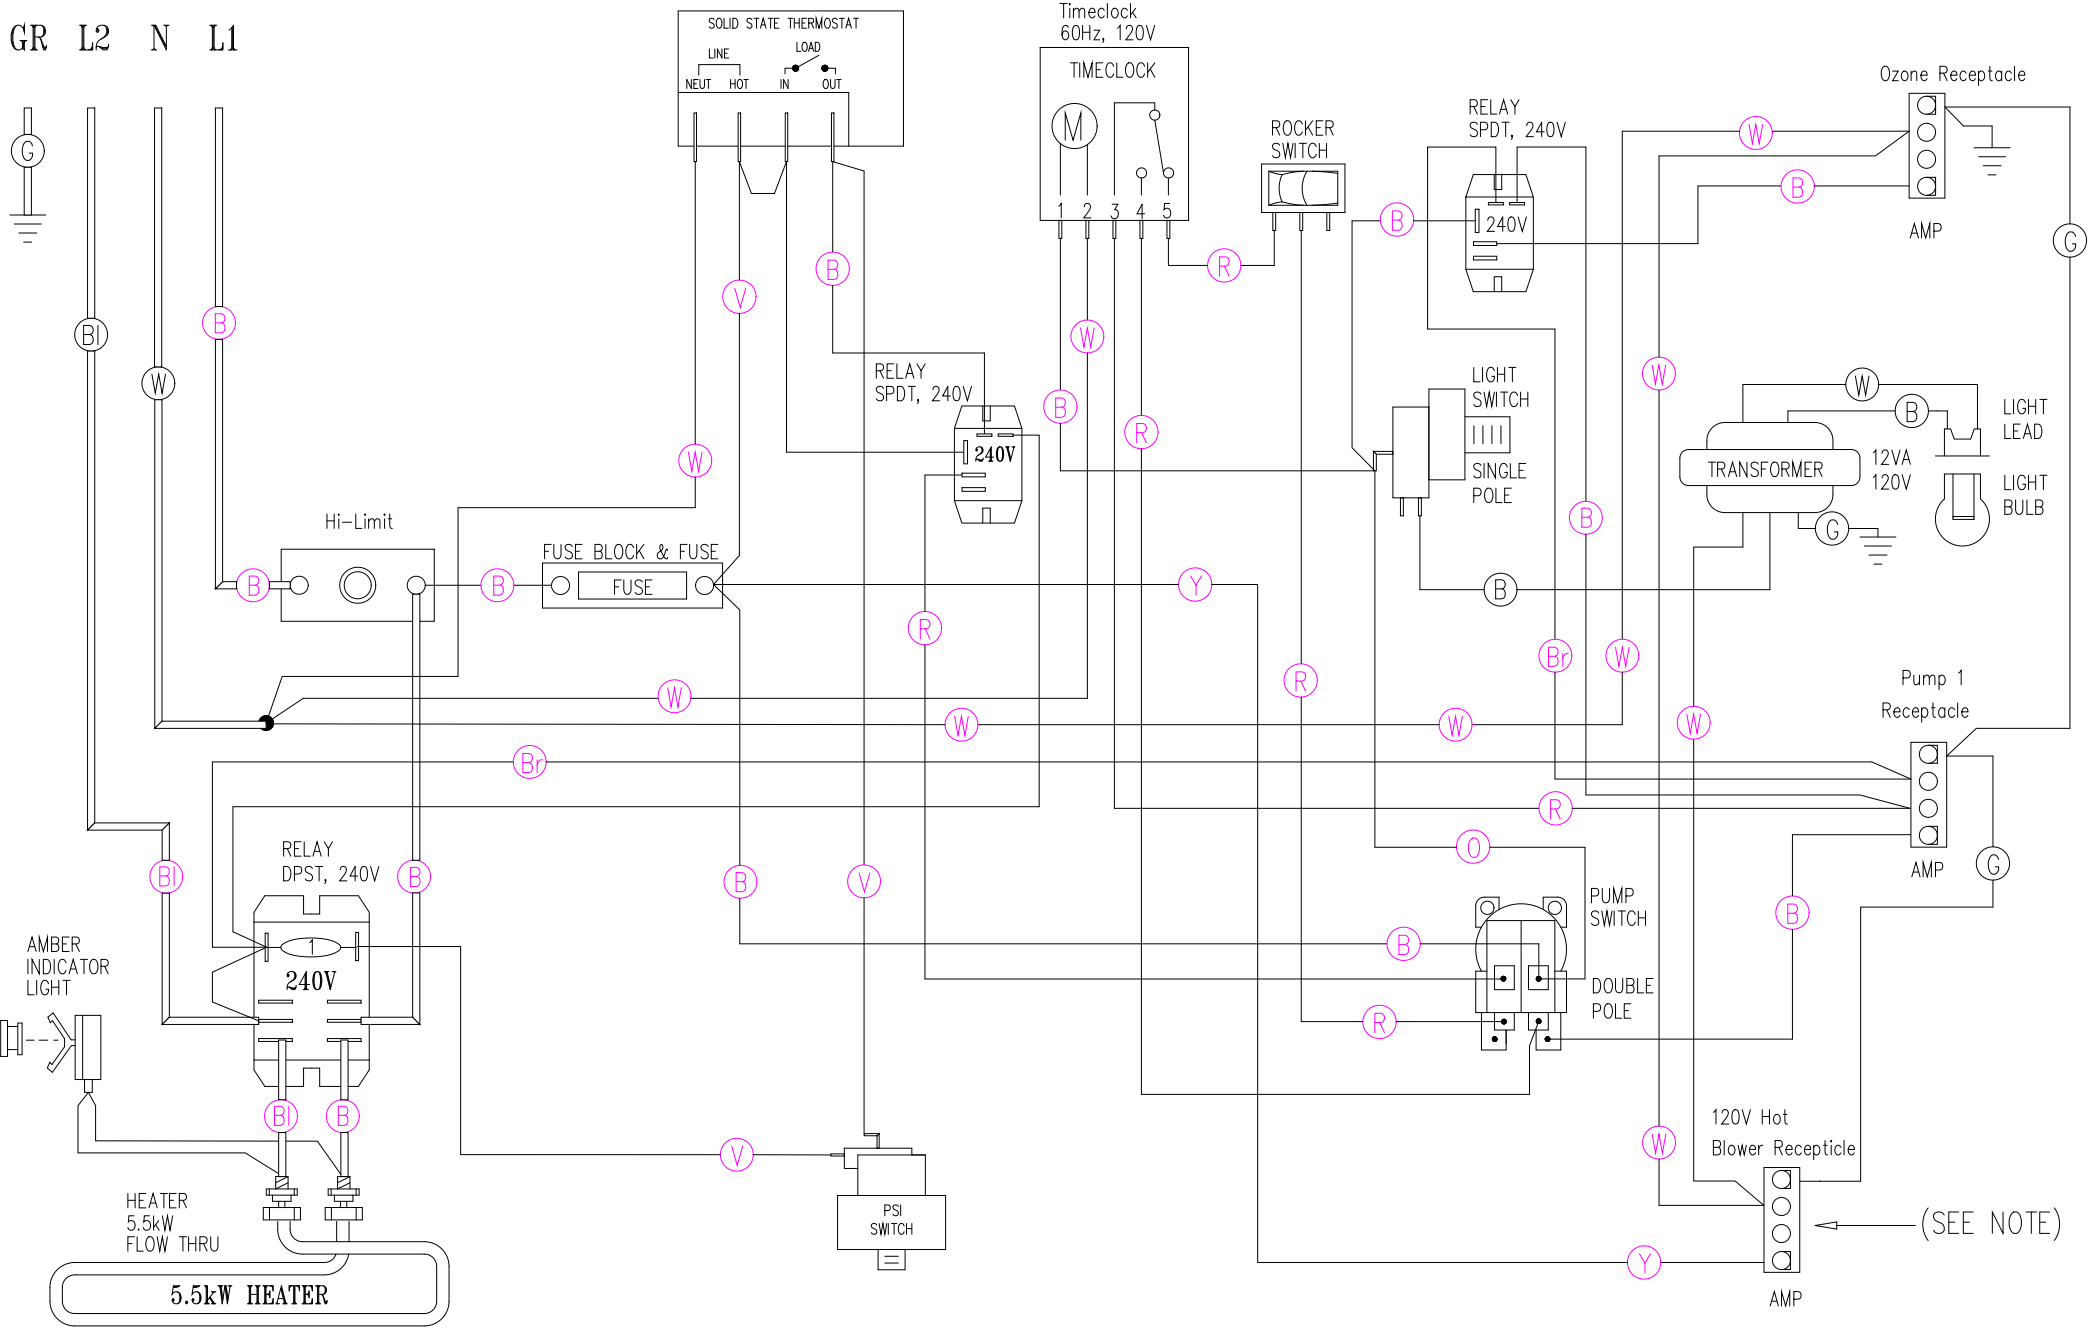 GR L2 N L1
G
Bl
W
B
SOLID STATE THERMOSTAT
LINE
LOAD
NEUT HOT IN OUT
Timeclock
60Hz, 120V
TIMECLOCK
M
1 2 3 4 5
ROCKER
SWITCH
R
RELAY
SPDT, 240V
240V
B
Ozone Receptacle
W
B
AMP
G
V
B
W
B
R
W
W
RELAY
SPDT, 240V
240V
LIGHT
SWITCH
SINGLE
POLE
B
W
B
LIGHT
LEAD
TRANSFORMER
12VA
120V
LIGHT
BULB
G
Hi-Limit
B
B
FUSE BLOCK & FUSE
FUSE
Y
B
R
R
Br
W
W
W
W
W
Br
Pump 1
Receptacle
R
AMP
G
O
RELAY
DPST, 240V
Bl
B
B
V
1
240V
B
R
PUMP
SWITCH
DOUBLE
POLE
B
AMBER
INDICATOR
LIGHT
Bl
B
V
W
120V Hot
Blower Recepticle
(SEE NOTE)
Y
AMP
PSI
SWITCH
HEATER
5.5kW
FLOW THRU
5.5kW HEATER